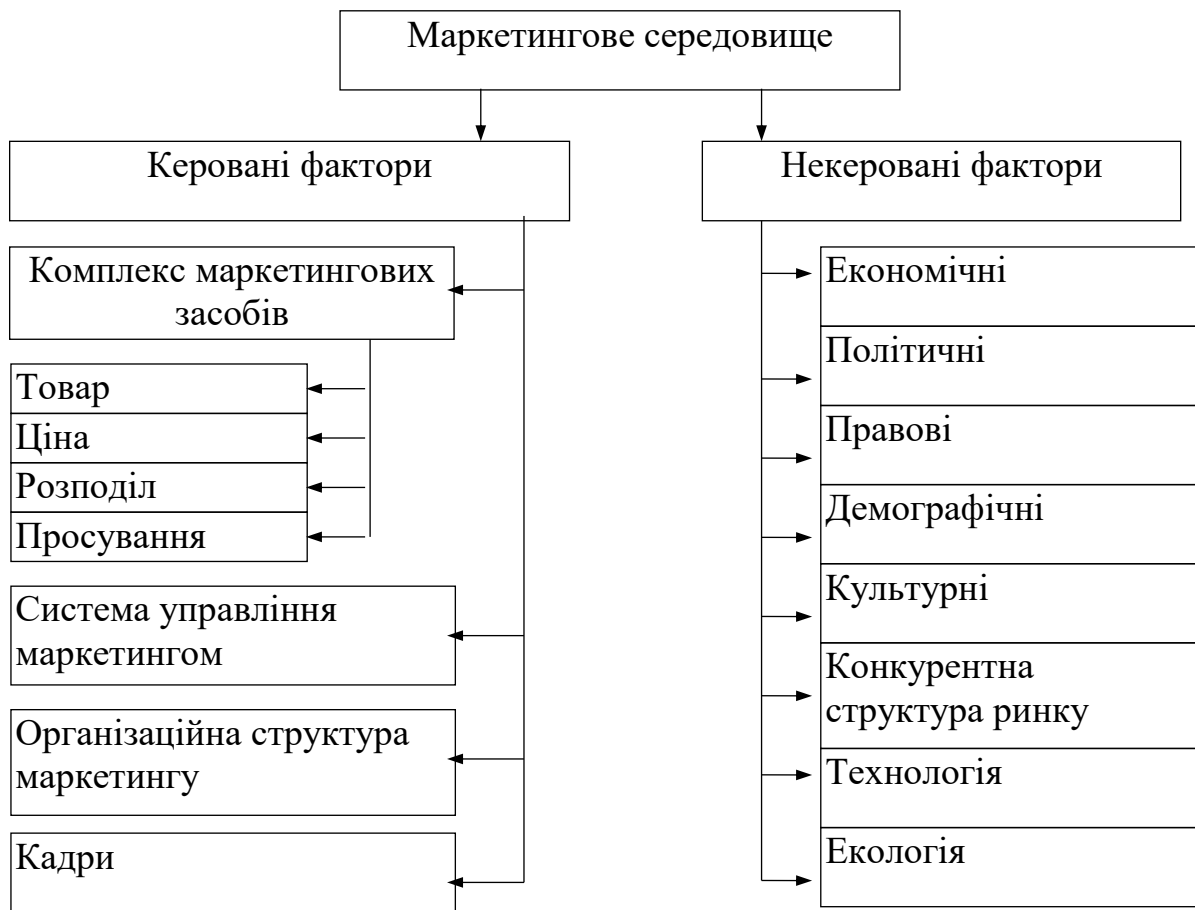 Маркетингове середовище
Керовані фактори
Некеровані фактори
Комплекс маркетингових
засобів
Товар
Ціна
Розподіл
Просування
Система управління
маркетингом
Організаційна структура
маркетингу
Кадри
Економічні
Політичні
Правові
Демографічні
Культурні
Конкурентна
структура ринку
Технологія
Екологія